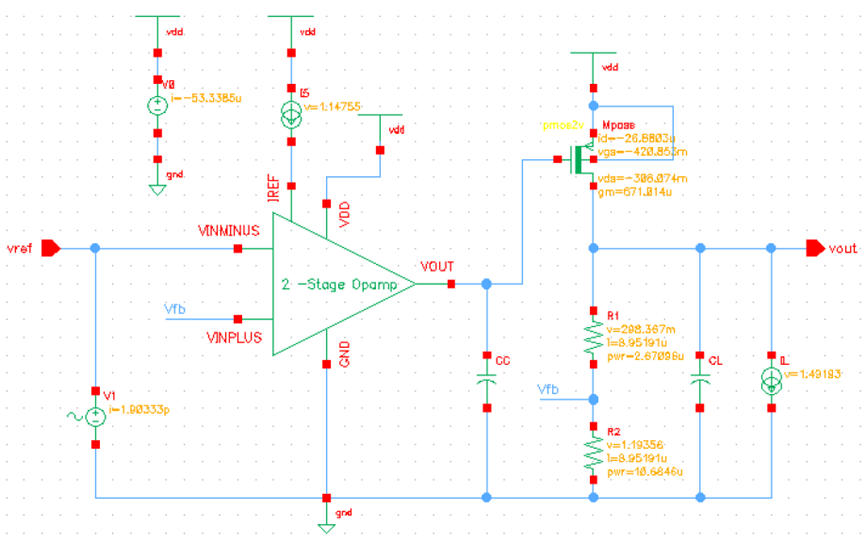 vdd
vdd
V0
i=-53.3385u
I5
v=1.14755
vdd
gnd
vdd
pmos2v
Mpass
id=-26.6803u
vgs=-420.853m
vds=-306.074m
gm=671.014u
IREF
VDD
vref
VINMINUS
VOUT
2 -Stage Opamp
vout
Vfb
VINPLUS
GND
R1
v=298.367m
i=8.95191u
pwr=2.67096u
CC
CL
IL
v=1.49193
Vfb
V1
i=1.90333p
R2
v=1.19356
i=8.95191u
pwr=10.6846u
gnd